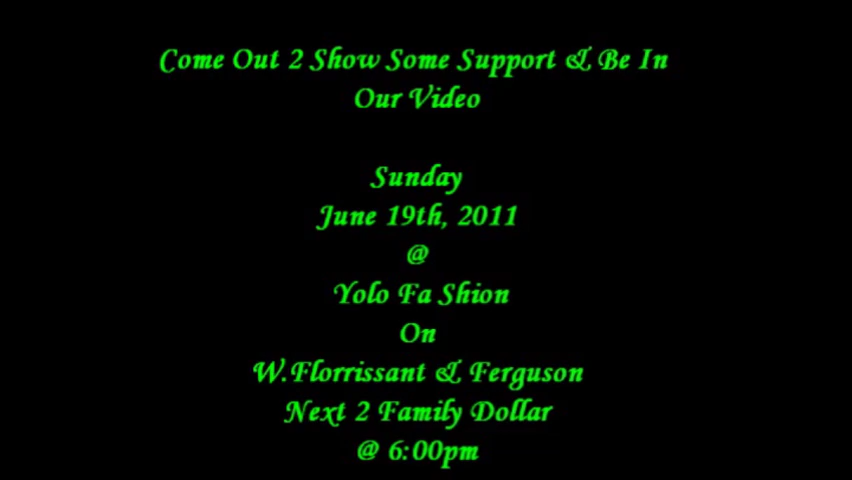 Come Out 2 Show Some Support & Be In
Our Video
Sunday
June 19th, 2011
@
Yolo Fa Shion
On
W.Florrissant & Ferguson
Next 2 Family Dollar
@ 6:00pm